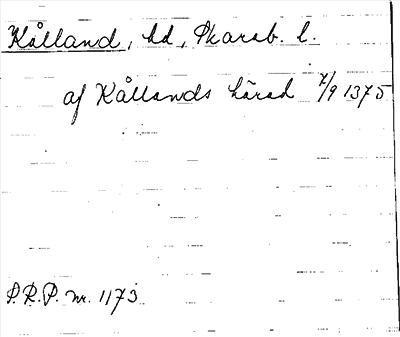 Kålland, hd, Skarab. l.
af Kållands härad 7/9 1375
S.R.P. nr. 1173